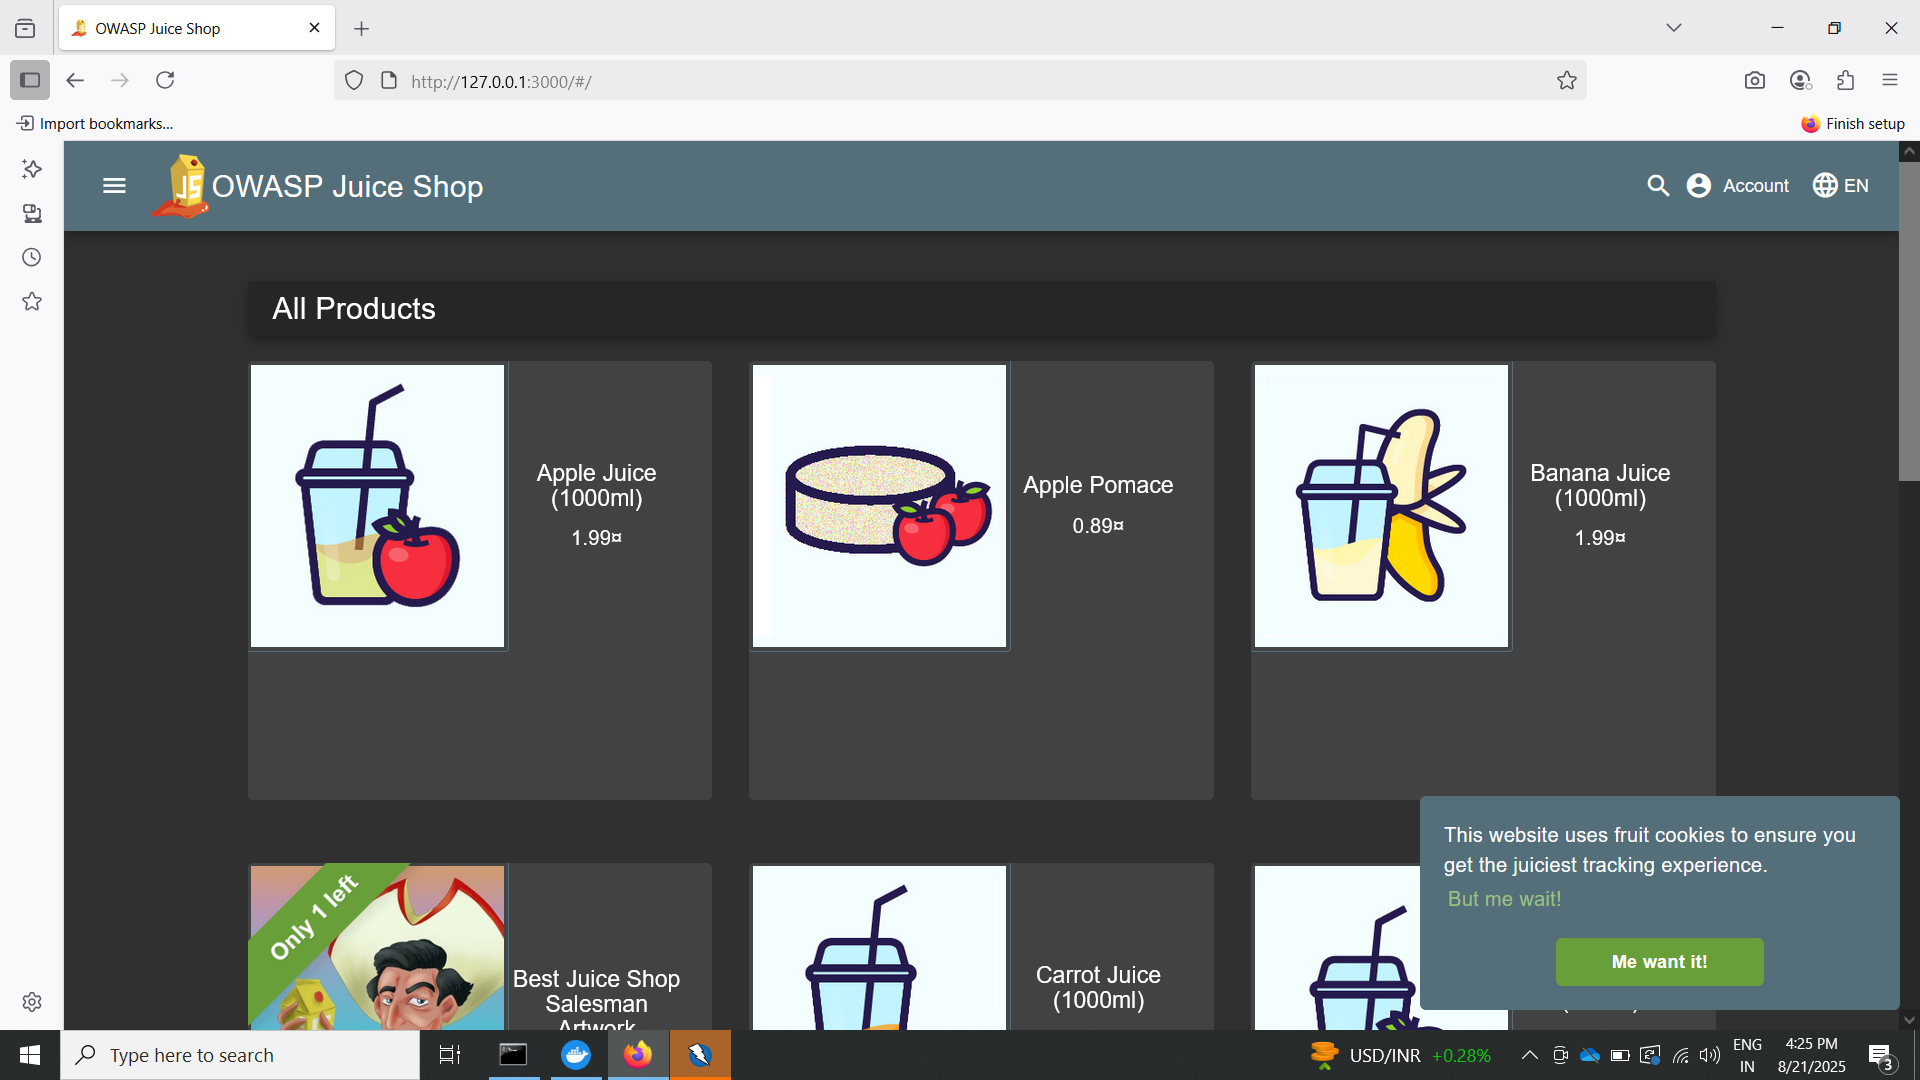 OWASP Juice Shop
http://127.0.0.1:3000/#/
Import bookmarks...
Finish setup
JS
OWASP Juice Shop
Account
EN
All Products
Apple Juice
(1000ml)
1.99¤
Apple Pomace
0.89¤
Banana Juice
(1000ml)
1.99¤
Only 1 left
Best Juice Shop
Salesman
Artwork
Carrot Juice
(1000ml)
This website uses fruit cookies to ensure you
get the juiciest tracking experience.
But me wait!
Me want it!
Type here to search
USD/INR +0.28%
ENG
IN
4:25 PM
8/21/2025
3